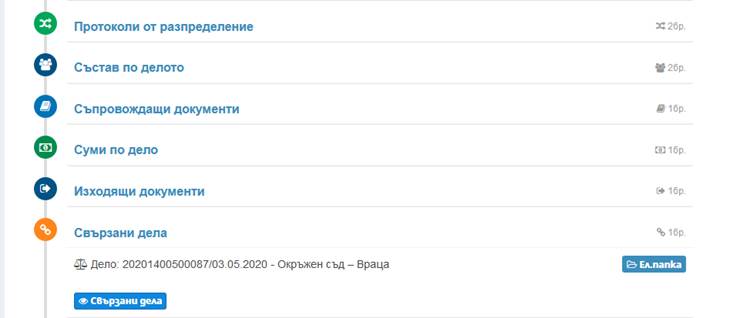 Протоколи от разпределение 2бр.
Състав по делото 2бр.
Съпровождащи документи 1бр.
Суми по дело 1бр.
Изходящи документи 1бр.
Свързани дела 1бр.
Дело: 20201400500087/03.05.2020 - Окръжен съд – Враца Ел.папка
Свързани дела